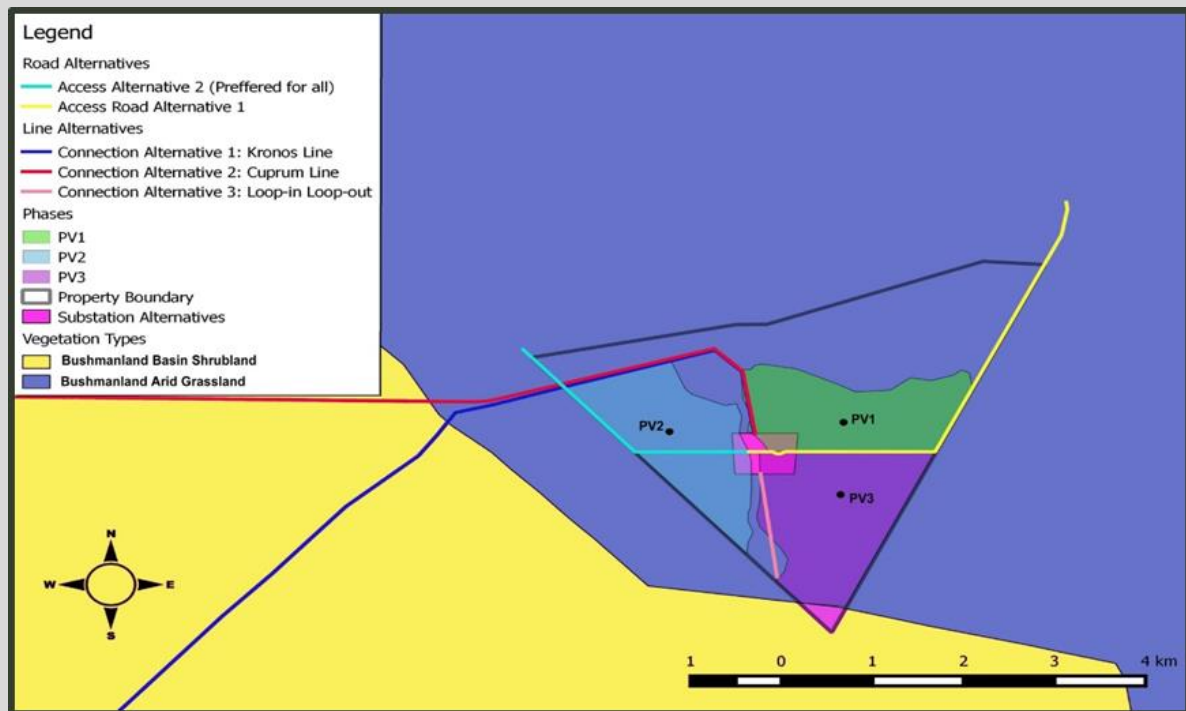 Legend
Road Alternatives
Access Alternative 2 (Preffered for all)
Access Road Alternative 1
Line Alternatives
Connection Alternative 1: Kronos Line
Connection Alternative 2: Cuprum Line
Connection Alternative 3: Loop-in Loop-out
Phases
PV1
PV2
PV3
Property Boundary
Substation Alternatives
Vegetation Types
Bushmanland Basin Shrubland
Bushmanland Arid Grassland
PV2
PV1
PV3
N
W E
S
1 0 1 2 3 4 km